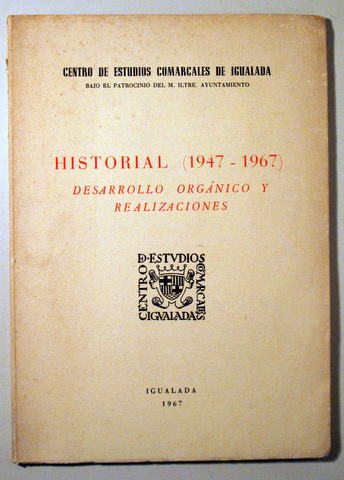 CENTRO DE ESTUDIOS COMARCALES DE IGUALADA
BAJO EL PATROCINIO DEL M. ILTRE. AYUNTAMIENTO
HISTORIAL (1947 - 1967)
DESARROLLO ORGÁNICO Y
REALIZACIONES
CENTRO
D·ESTVDIOS
COMARCALES
IGVALADA
IGUALADA
1967